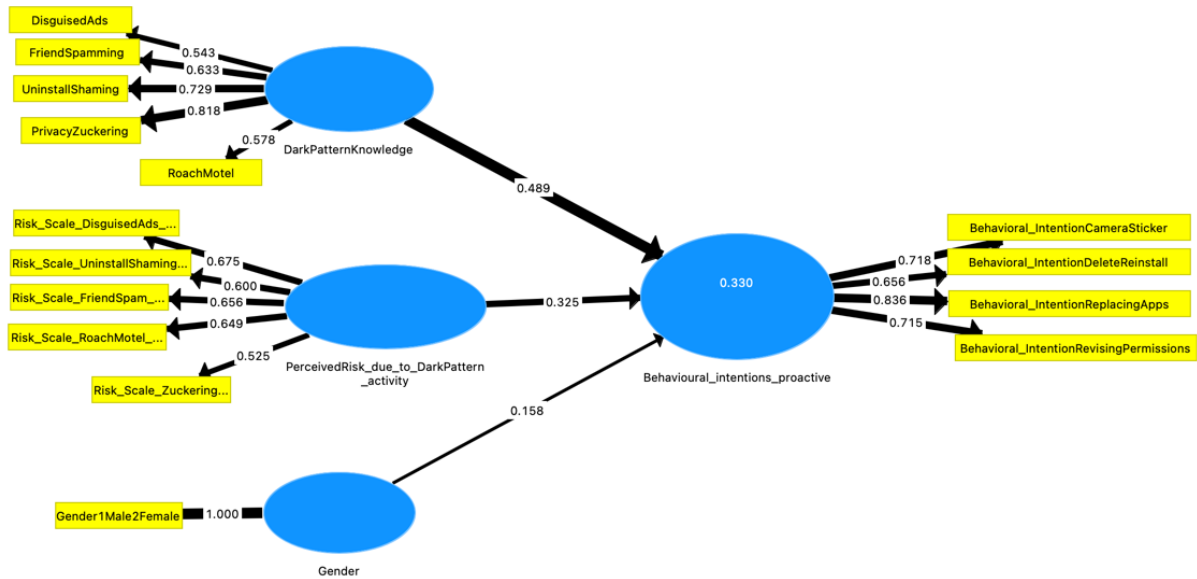 DisguisedAds
0.543
FriendSpamming
0.633
UninstallShaming
0.729
PrivacyZuckering
0.818
RoachMotel
0.578
DarkPatternKnowledge
0.489
Risk_Scale_DisguisedAds_...
0.675
Risk_Scale_UninstallShaming...
0.600
Risk_Scale_FriendSpam_...
0.656
Risk_Scale_RoachMotel_...
0.649
Risk_Scale_Zuckering...
0.525
PerceivedRisk_due_to_DarkPattern
_activity
0.325
Gender1Male2Female
1.000
Gender
0.158
0.330
Behavioural_intentions_proactive
Behavioral_IntentionCameraSticker
0.718
Behavioral_IntentionDeleteReinstall
0.656
Behavioral_IntentionReplacingApps
0.836
Behavioral_IntentionRevisingPermissions
0.715